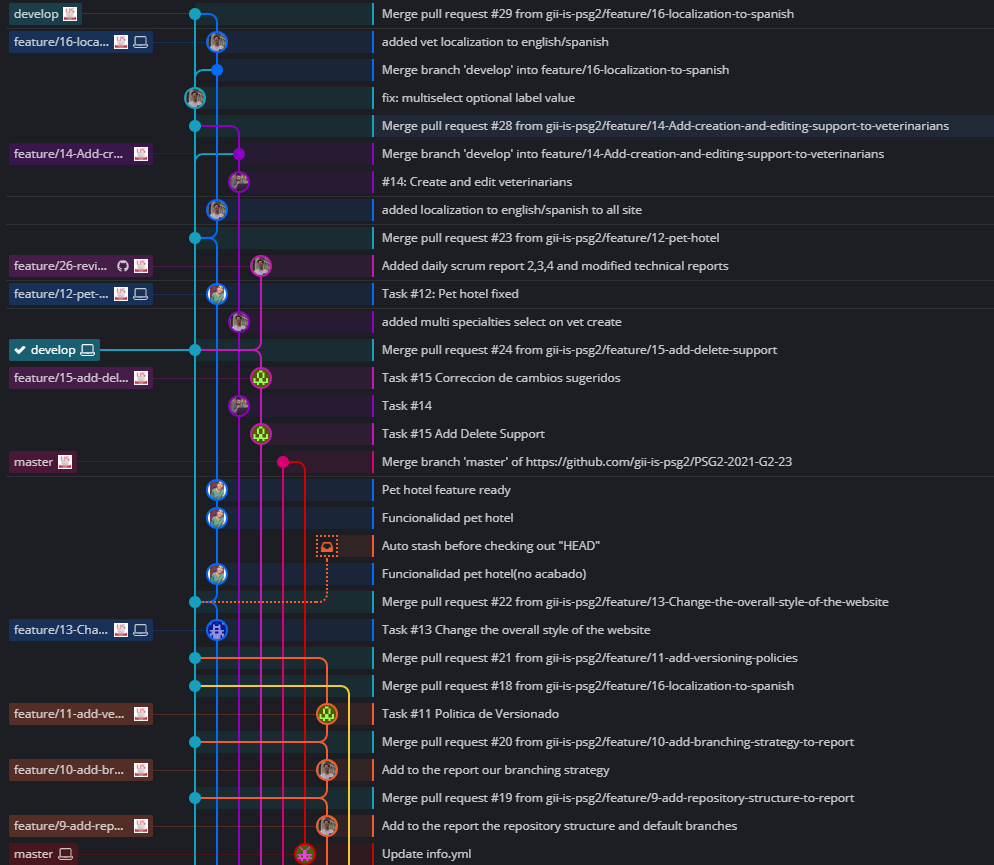 develop Merge pull request #29 from gii-is-psg2/feature/16-localization-to-spanish
feature/16-loca... added vet localization to english/spanish
Merge branch 'develop' into feature/16-localization-to-spanish
fix: multiselect optional label value
Merge pull request #28 from gii-is-psg2/feature/14-Add-creation-and-editing-support-to-veterinarians
feature/14-Add-cr... Merge branch 'develop' into feature/14-Add-creation-and-editing-support-to-veterinarians
#14: Create and edit veterinarians
added localization to english/spanish to all site
Merge pull request #23 from gii-is-psg2/feature/12-pet-hotel
feature/26-revi... Added daily scrum report 2,3,4 and modified technical reports
feature/12-pet-... Task #12: Pet hotel fixed
added multi specialties select on vet create
develop Merge pull request #24 from gii-is-psg2/feature/15-add-delete-support
feature/15-add-del... Task #15 Correccion de cambios sugeridos
Task #14
Task #15 Add Delete Support
master Merge branch 'master' of https://github.com/gii-is-psg2/PSG2-2021-G2-23
Pet hotel feature ready
Funcionalidad pet hotel
Auto stash before checking out "HEAD"
Funcionalidad pet hotel(no acabado)
Merge pull request #22 from gii-is-psg2/feature/13-Change-the-overall-style-of-the-website
feature/13-Cha... Task #13 Change the overall style of the website
Merge pull request #21 from gii-is-psg2/feature/11-add-versioning-policies
Merge pull request #18 from gii-is-psg2/feature/16-localization-to-spanish
feature/11-add-ve... Task #11 Politica de Versionado
Merge pull request #20 from gii-is-psg2/feature/10-add-branching-strategy-to-report
feature/10-add-br... Add to the report our branching strategy
Merge pull request #19 from gii-is-psg2/feature/9-add-repository-structure-to-report
feature/9-add-rep... Add to the report the repository structure and default branches
master Update info.yml